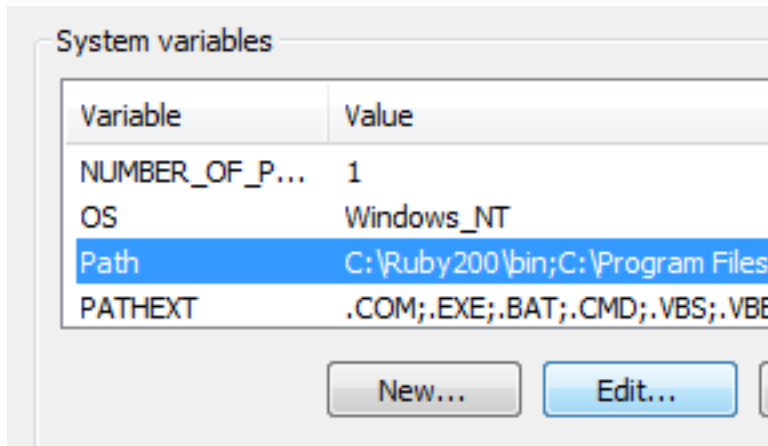 System variables
Variable Value
NUMBER_OF_P... 1
OS Windows_NT
Path C:\Ruby200\bin;C:\Program Files
PATHEXT .COM;.EXE;.BAT;.CMD;.VBS;.VBE
New... Edit...